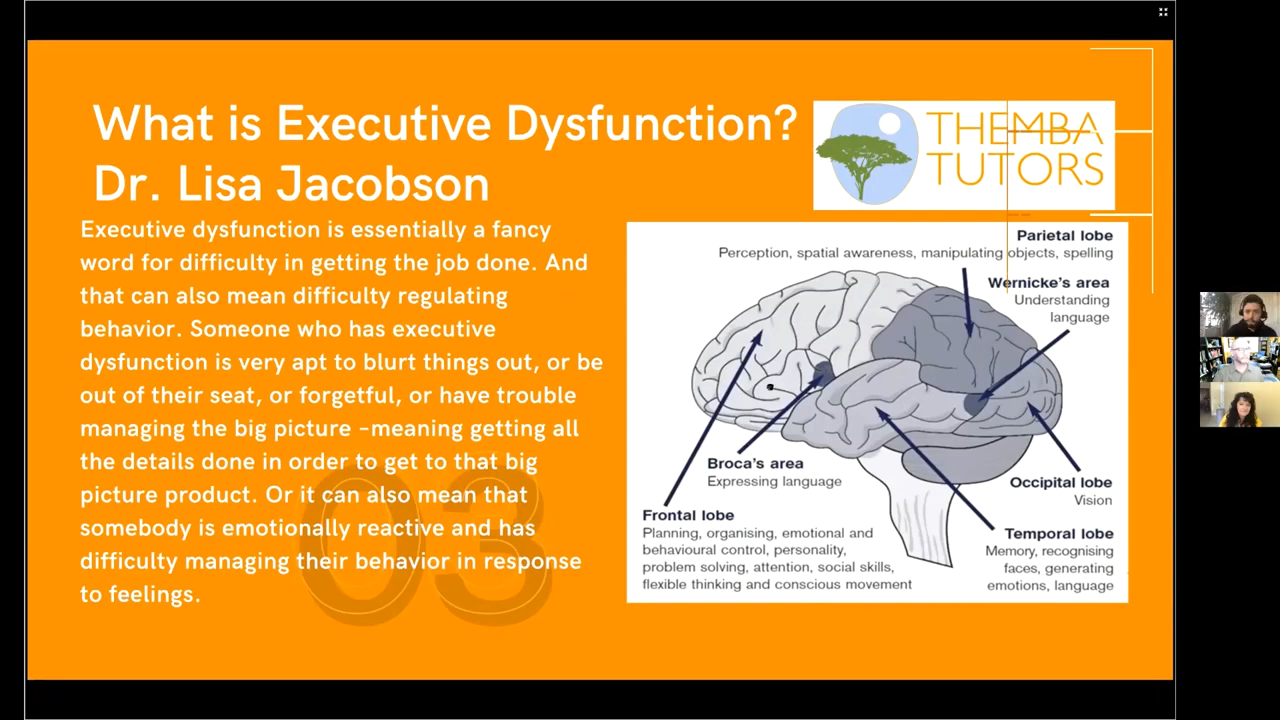 What is Executive Dysfunction?
Dr. Lisa Jacobson
THEMBA
TUTORS
Executive dysfunction is essentially a fancy
word for difficulty in getting the job done. And
that can also mean difficulty regulating
behavior. Someone who has executive
dysfunction is very apt to blurt things out, or be
out of their seat, or forgetful, or have trouble
managing the big picture –meaning getting all
the details done in order to get to that big
picture product. Or it can also mean that
somebody is emotionally reactive and has
difficulty managing their behavior in response
to feelings.
03
Parietal lobe
Perception, spatial awareness, manipulating objects, spelling
Wernicke's area
Understanding
language
Broca's area
Expressing language
Frontal lobe
Planning, organising, emotional and
behavioural control, personality,
problem solving, attention, social skills,
flexible thinking and conscious movement
Occipital lobe
Vision
Temporal lobe
Memory, recognising
faces, generating
emotions, language